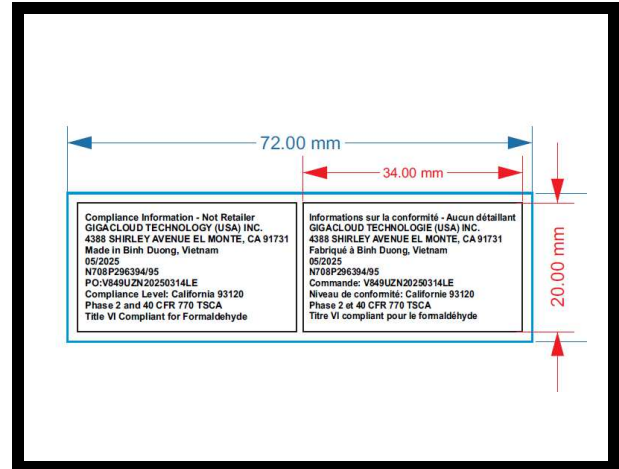 72.00 mm
34.00 mm
Compliance Information - Not Retailer
GIGACLOUD TECHNOLOGY (USA) INC.
4388 SHIRLEY AVENUE EL MONTE, CA 91731
Made in Binh Duong, Vietnam
05/2025
N708P296394/95
PO:V849UZN20250314LE
Compliance Level: California 93120
Phase 2 and 40 CFR 770 TSCA
Title VI Compliant for Formaldehyde
Informations sur la conformité - Aucun détaillant
GIGACLOUD TECHNOLOGIE (USA) INC.
4388 SHIRLEY AVENUE EL MONTE, CA 91731
Fabriqué à Binh Duong, Vietnam
05/2025
N708P296394/95
Commande: V849UZN20250314LE
Niveau de conformité: Californie 93120
Phase 2 et 40 CFR 770 TSCA
Titre VI compliant pour le formaldéhyde
20.00 mm